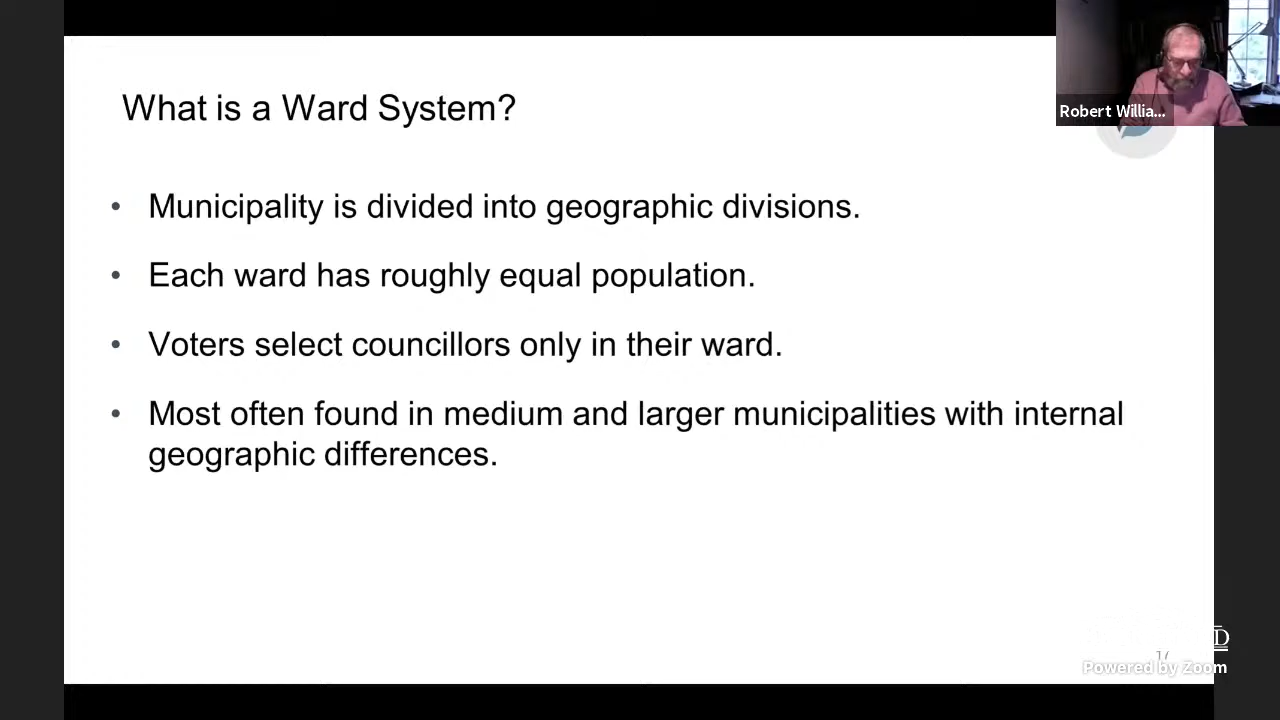 What is a Ward System?
Robert Willia...
• Municipality is divided into geographic divisions.
• Each ward has roughly equal population.
• Voters select councillors only in their ward.
• Most often found in medium and larger municipalities with internal
geographic differences.
D
Powered by Zoom